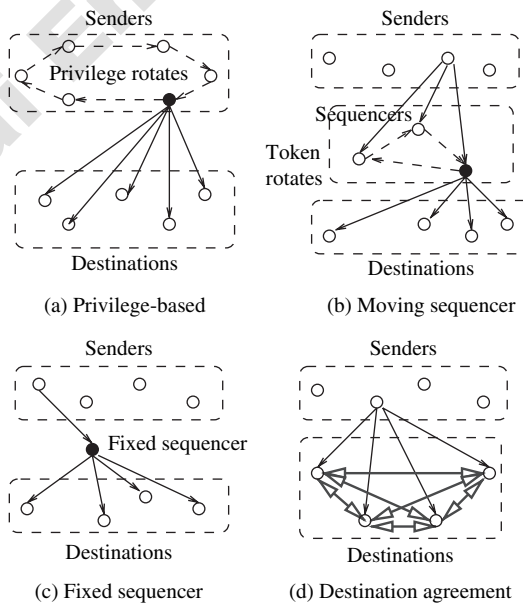 Senders
Privilege rotates
Destinations
(a) Privilege-based
Senders
Sequencers
Token
rotates
Destinations
(b) Moving sequencer
Senders
Fixed sequencer
Destinations
(c) Fixed sequencer
Senders
Destinations
(d) Destination agreement